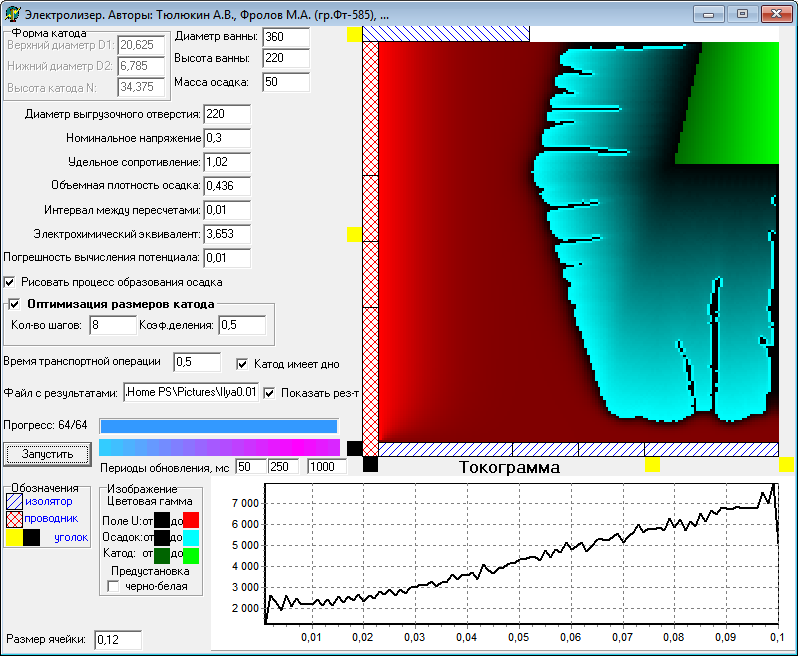 Электролизер. Авторы: Тюлюкин А.В., Фролов М.А. (гр.Фт-585), ...
Форма катода
Верхний диаметр D1: 20,625
Нижний диаметр D2: 6,785
Высота катода N: 34,375
Диаметр ванны: 360
Высота ванны: 220
Масса осадка: 50
Диаметр выгрузочного отверстия: 220
Номинальное напряжение 0,3
Удельное сопротивление: 1,02
Объемная плотность осадка: 0,436
Интервал между пересчетами: 0,01
Электрохимический эквивалент: 3,653
Погрешность вычисления потенциала: 0,01
Рисовать процесс образования осадка
Оптимизация размеров катода
Кол-во шагов: 8 Коэф.деления: 0,5
Время транспортной операции 0,5 Катод имеет дно
Файл с результатами: .Home PS\Pictures\Ilya0.01 Показать рез-т
Прогресс: 64/64
Запустить
Периоды обновления, мс 50 250 1000
Обозначения
изолятор
проводник
уголок
Изображение
Цветовая гамма
Поле U: от до
Осадок: от до
Катод: от до
Предустановка
черно-белая
Размер ячейки: 0,12
Токограмма
7 000
6 000
5 000
4 000
3 000
2 000
0,01 0,02 0,03 0,04 0,05 0,06 0,07 0,08 0,09 0,1